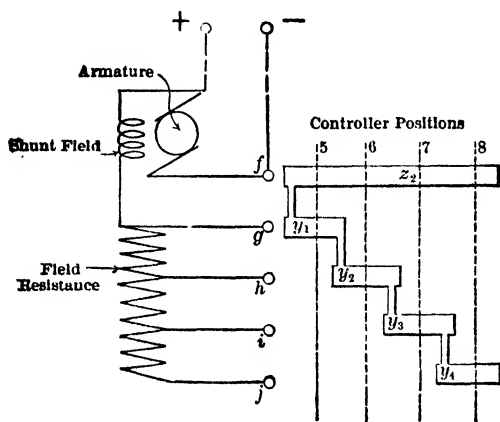 + −
Armature
Shunt Field
Controller Positions
5 6 7 8
f z₂
g y₁
Field
Resistance
h y₂
i y₃
j y₄